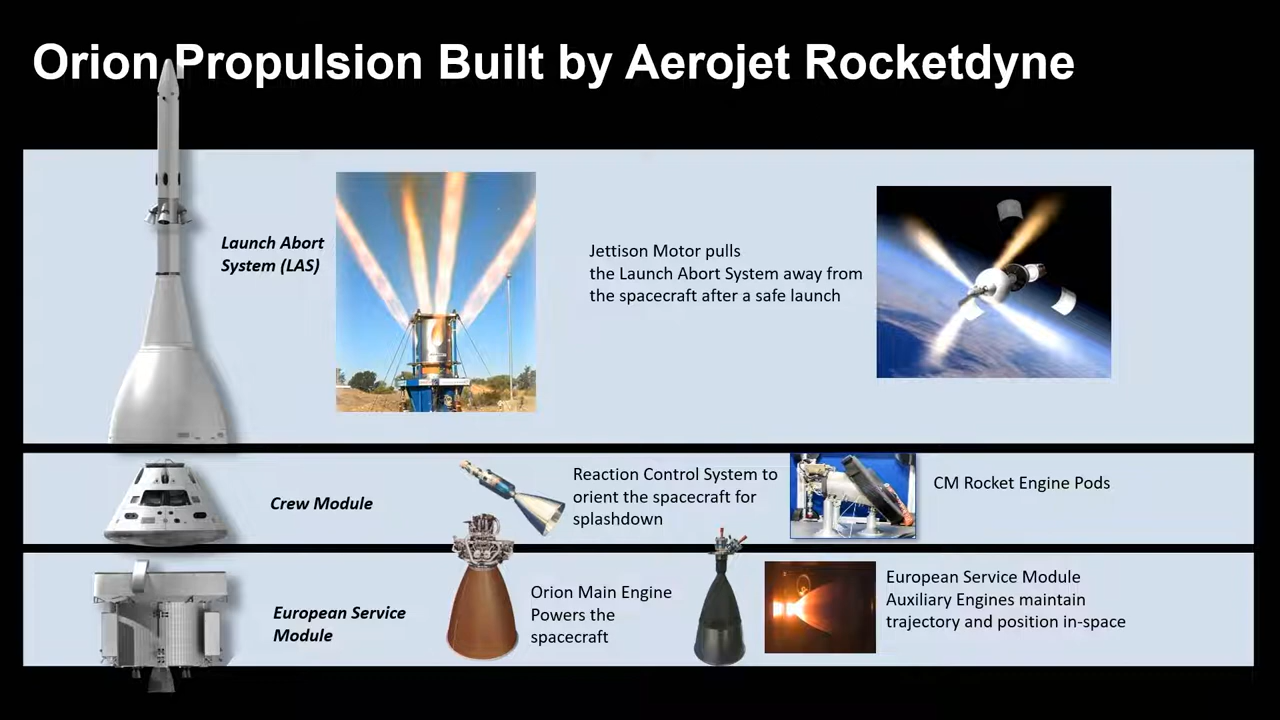 Orion Propulsion Built by Aerojet Rocketdyne
Launch Abort
System (LAS)
Jettison Motor pulls
the Launch Abort System away from
the spacecraft after a safe launch
Crew Module
Reaction Control System to
orient the spacecraft for
splashdown
CM Rocket Engine Pods
European Service
Module
Orion Main Engine
Powers the
spacecraft
European Service Module
Auxiliary Engines maintain
trajectory and position in-space